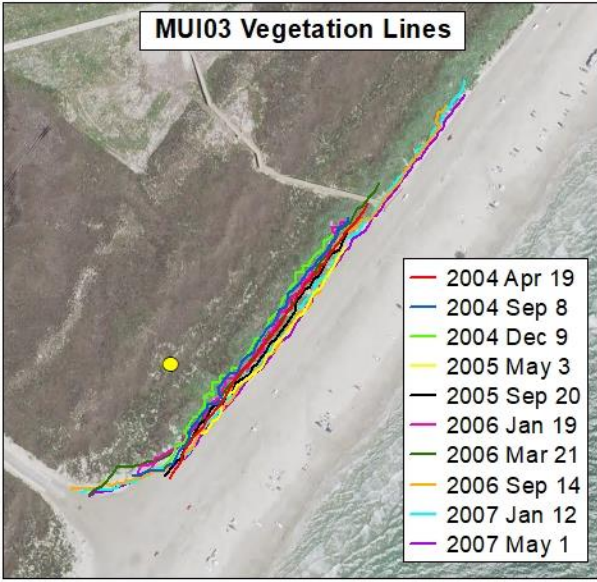 MUI03 Vegetation Lines
2004 Apr 19
2004 Sep 8
2004 Dec 9
2005 May 3
2005 Sep 20
2006 Jan 19
2006 Mar 21
2006 Sep 14
2007 Jan 12
2007 May 1